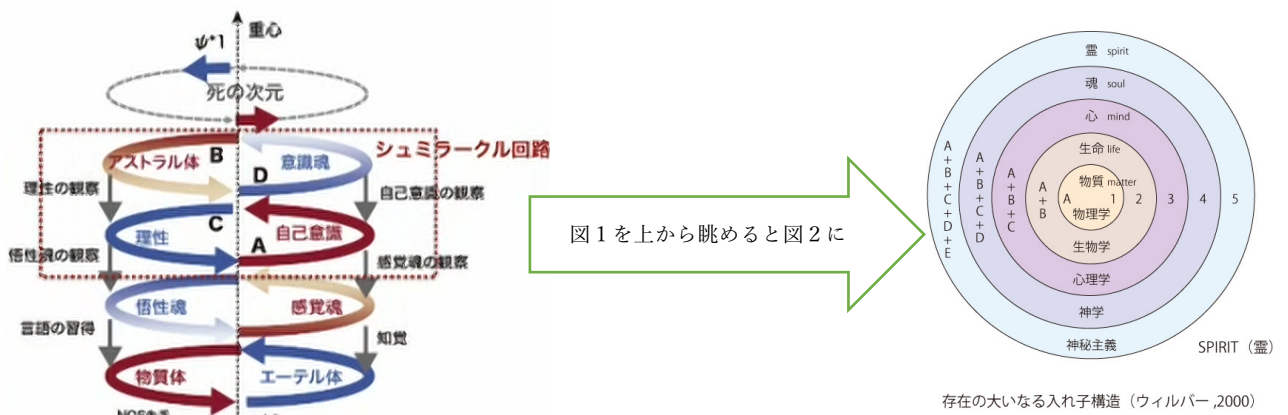 重心
ψ*1
死の次元
シュミラークル回路
アストラル体
B
意識魂
D
理性の観察
自己意識の観察
C
理性
A
自己意識
悟性魂の観察
感覚魂の観察
悟性魂
感覚魂
言語の習得
知覚
物質体
エーテル体
図1を上から眺めると図2に
霊 spirit
魂 soul
心 mind
生命 life
物質 matter
A 1 2 3 4 5
物理学
生物学
心理学
神学
神秘主義
A+B+C+D+E
A+B+C+D
A+B+C
A+B
SPIRIT(霊)
存在の大いなる入れ子構造(ウィルバー,2000)